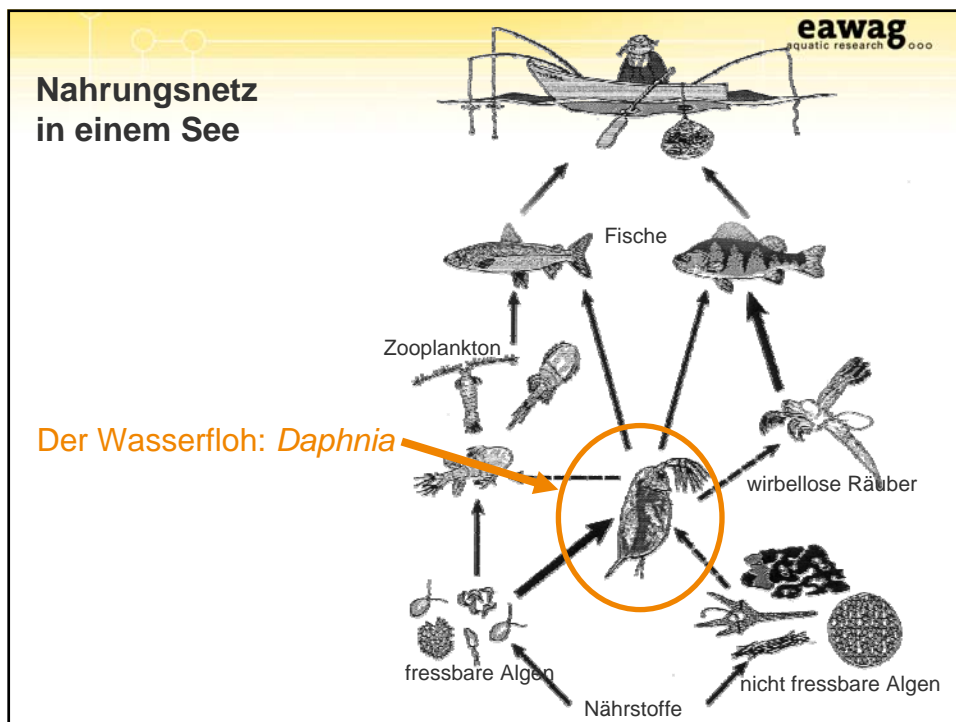 eawag
aquatic research
Nahrungsnetz
in einem See
Fische
Zooplankton
Der Wasserfloh: Daphnia
wirbellose Räuber
fressbare Algen
nicht fressbare Algen
Nährstoffe